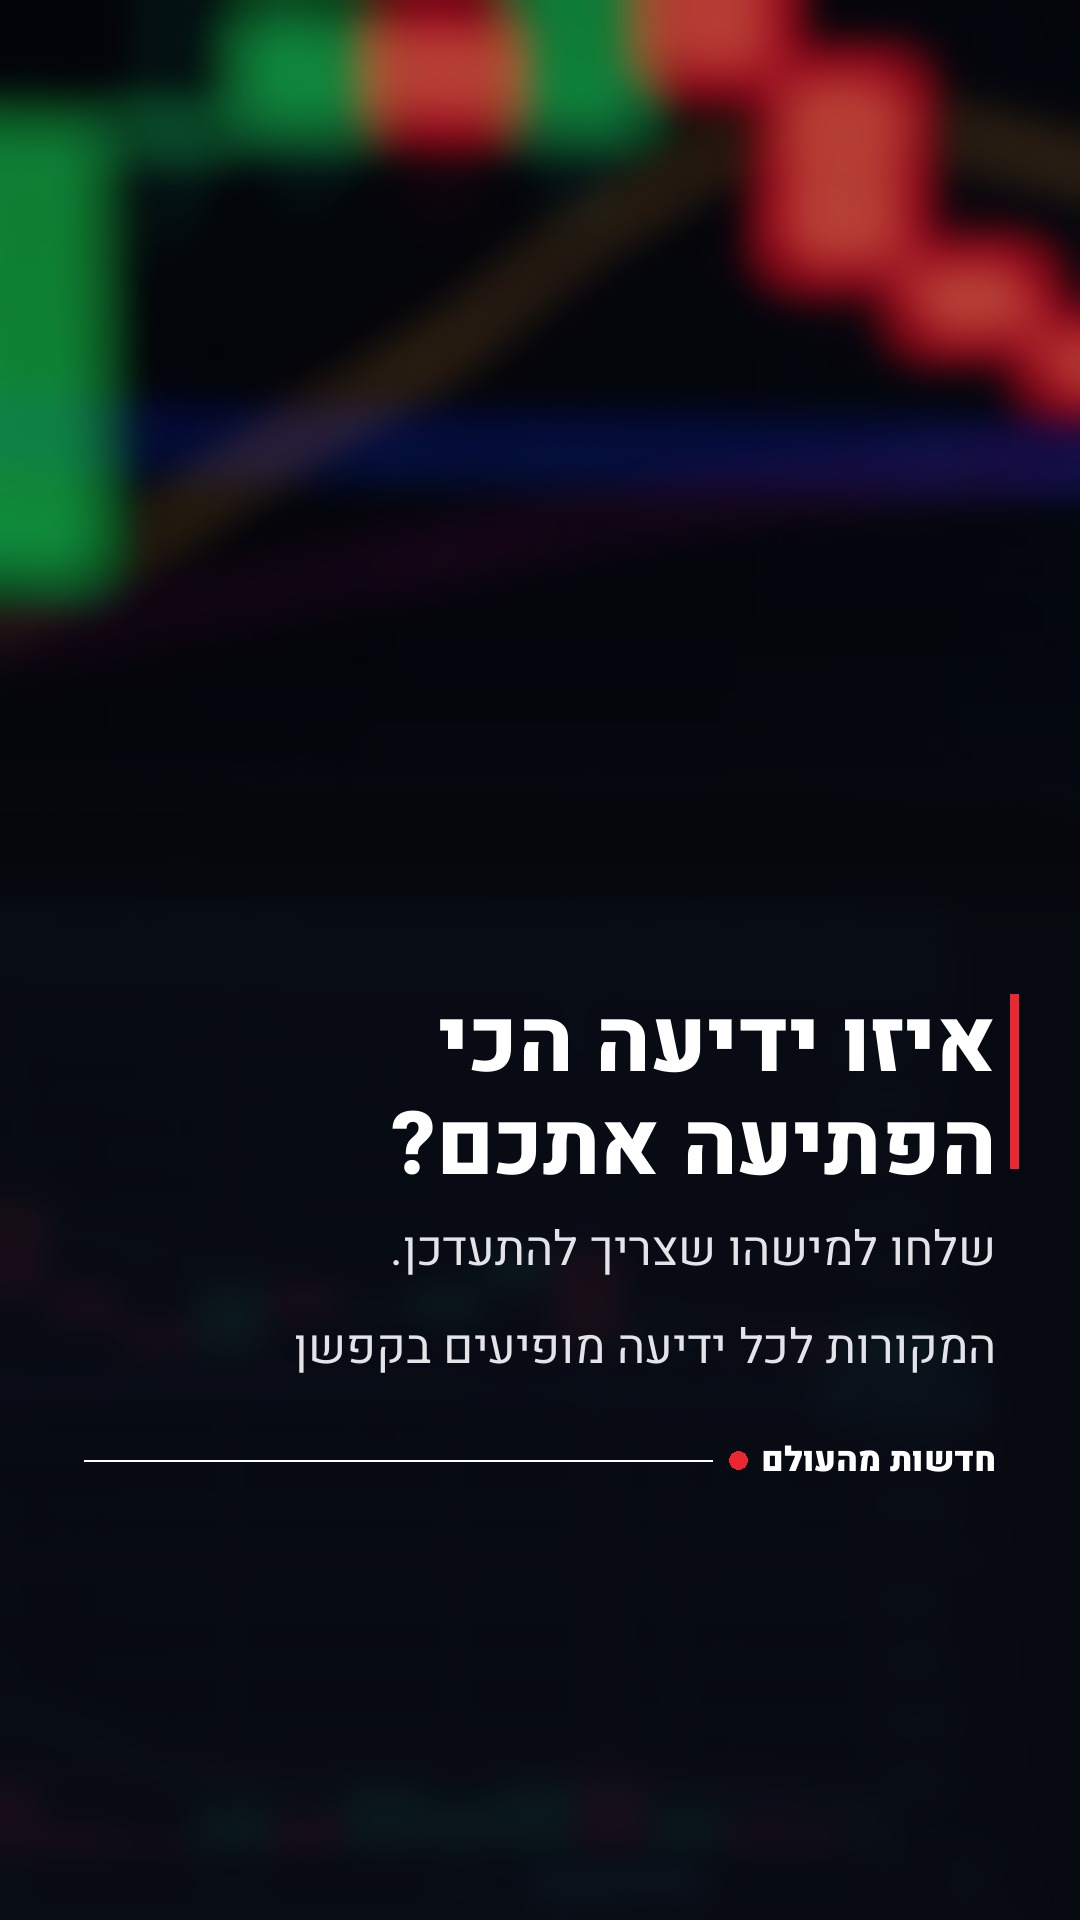 איזו ידיעה הכי
הפתיעה אתכם?
שלחו למישהו שצריך להתעדכן.
המקורות לכל ידיעה מופיעים בקפשן
חדשות מהעולם